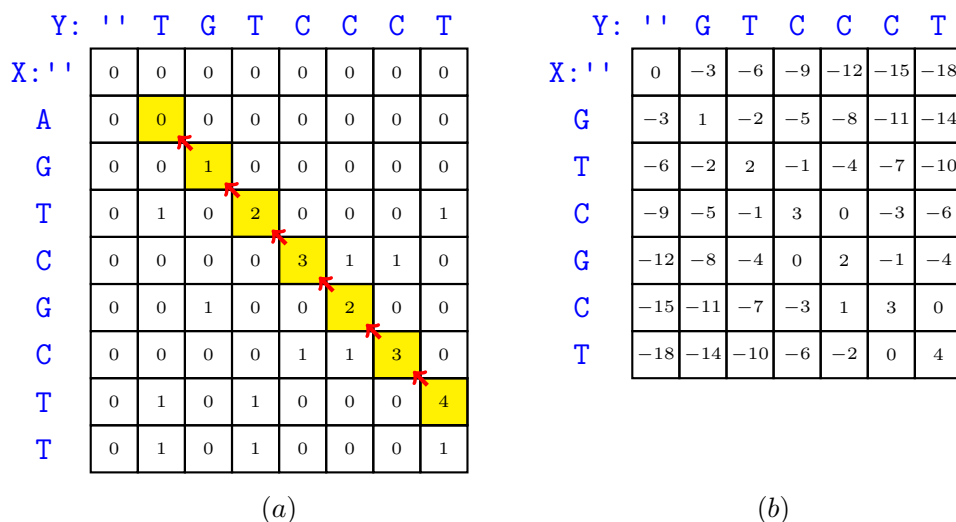 Y: '' T G T C C C T
X:'' 0 0 0 0 0 0 0 0
A 0 0 0 0 0 0 0 0
G 0 0 1 0 0 0 0 0
T 0 1 0 2 0 0 0 1
C 0 0 0 0 3 1 1 0
G 0 0 1 0 0 2 0 0
C 0 0 0 0 1 1 3 0
T 0 1 0 1 0 0 0 4
T 0 1 0 1 0 0 0 1
(a)
Y: '' G T C C C T
X:'' 0 −3 −6 −9 −12 −15 −18
G −3 1 −2 −5 −8 −11 −14
T −6 −2 2 −1 −4 −7 −10
C −9 −5 −1 3 0 −3 −6
G −12 −8 −4 0 2 −1 −4
C −15 −11 −7 −3 1 3 0
T −18 −14 −10 −6 −2 0 4
(b)